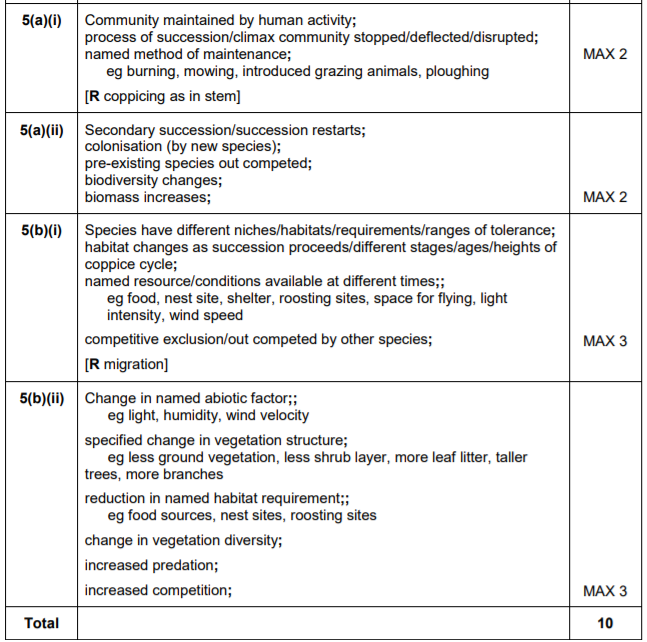 5(a)(i)
Community maintained by human activity;
process of succession/climax community stopped/deflected/disrupted;
named method of maintenance;
eg burning, mowing, introduced grazing animals, ploughing
[R coppicing as in stem]
MAX 2
5(a)(ii)
Secondary succession/succession restarts;
colonisation (by new species);
pre-existing species out competed;
biodiversity changes;
biomass increases;
MAX 2
5(b)(i)
Species have different niches/habitats/requirements/ranges of tolerance;
habitat changes as succession proceeds/different stages/ages/heights of
coppice cycle;
named resource/conditions available at different times;;
eg food, nest site, shelter, roosting sites, space for flying, light
intensity, wind speed
competitive exclusion/out competed by other species;
[R migration]
MAX 3
5(b)(ii)
Change in named abiotic factor;;
eg light, humidity, wind velocity
specified change in vegetation structure;
eg less ground vegetation, less shrub layer, more leaf litter, taller
trees, more branches
reduction in named habitat requirement;;
eg food sources, nest sites, roosting sites
change in vegetation diversity;
increased predation;
increased competition;
MAX 3
Total
10